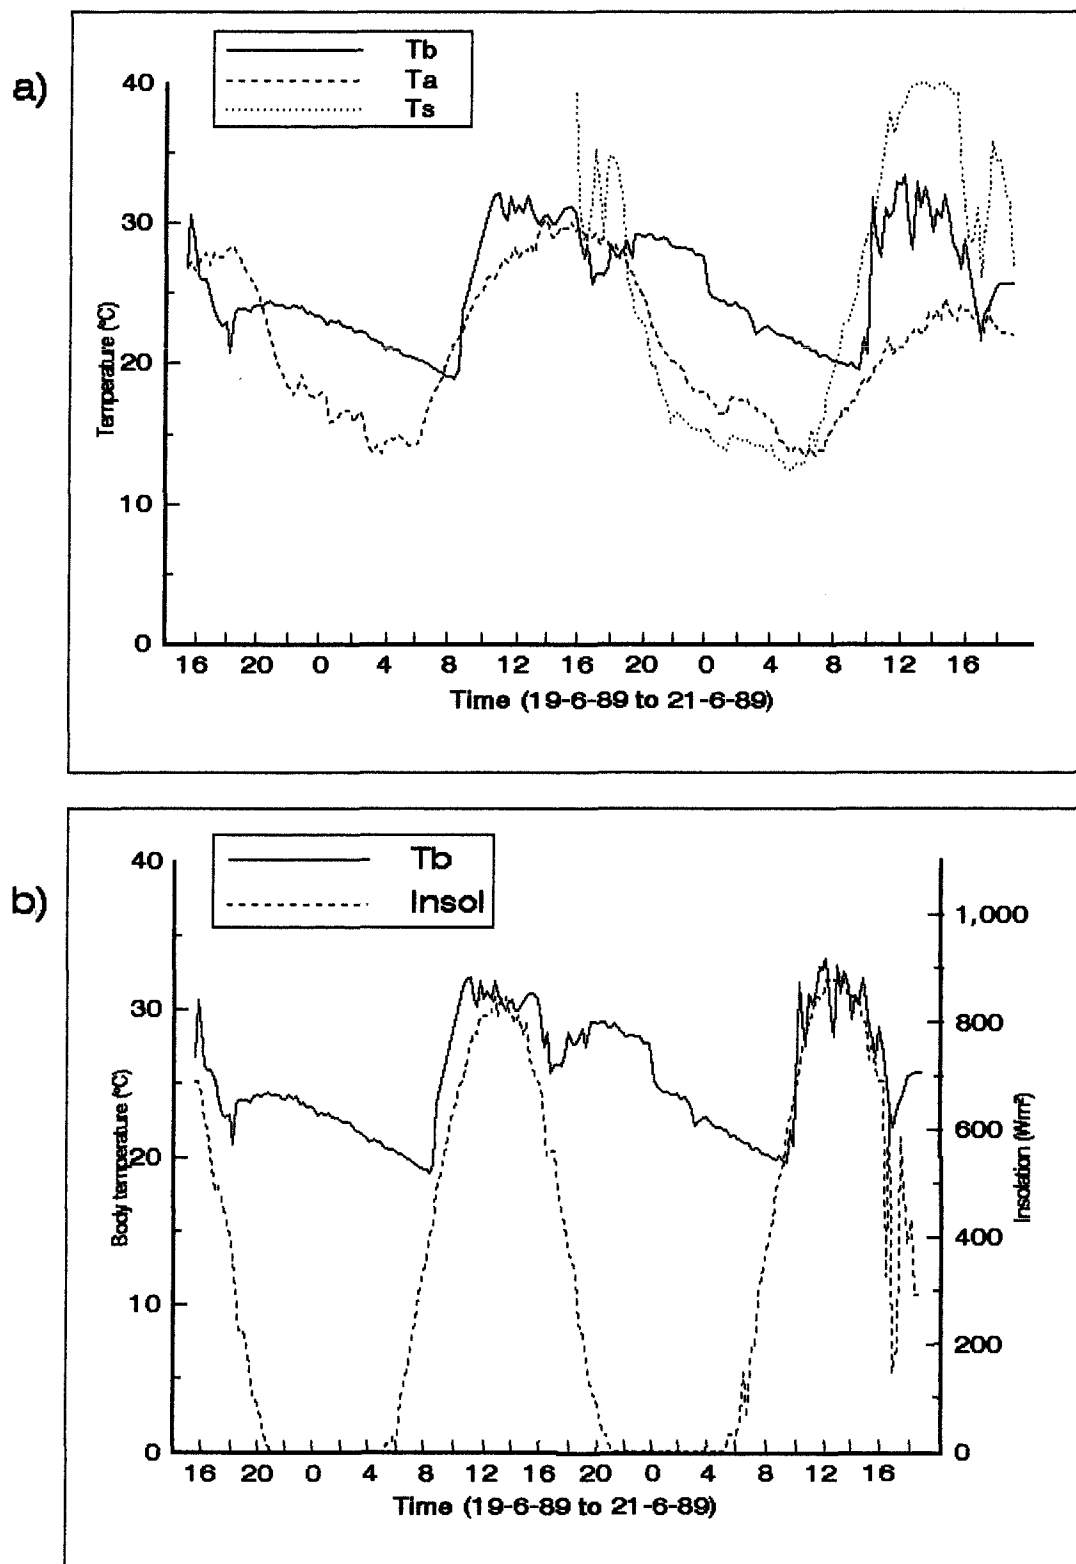 a)
Tb
Ta
Ts
40
30
20
10
0
Temperature (°C)
16 20 0 4 8 12 16 20 0 4 8 12 16
Time (19-6-89 to 21-6-89)
b)
Tb
Insol
40
30
20
10
0
Body temperature (°C)
1,000
800
600
400
200
0
Insolation (Wm²)
16 20 0 4 8 12 16 20 0 4 8 12 16
Time (19-6-89 to 21-6-89)